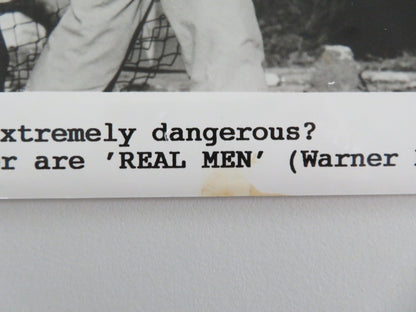 xtremely dangerous?
r are 'REAL MEN' (Warner